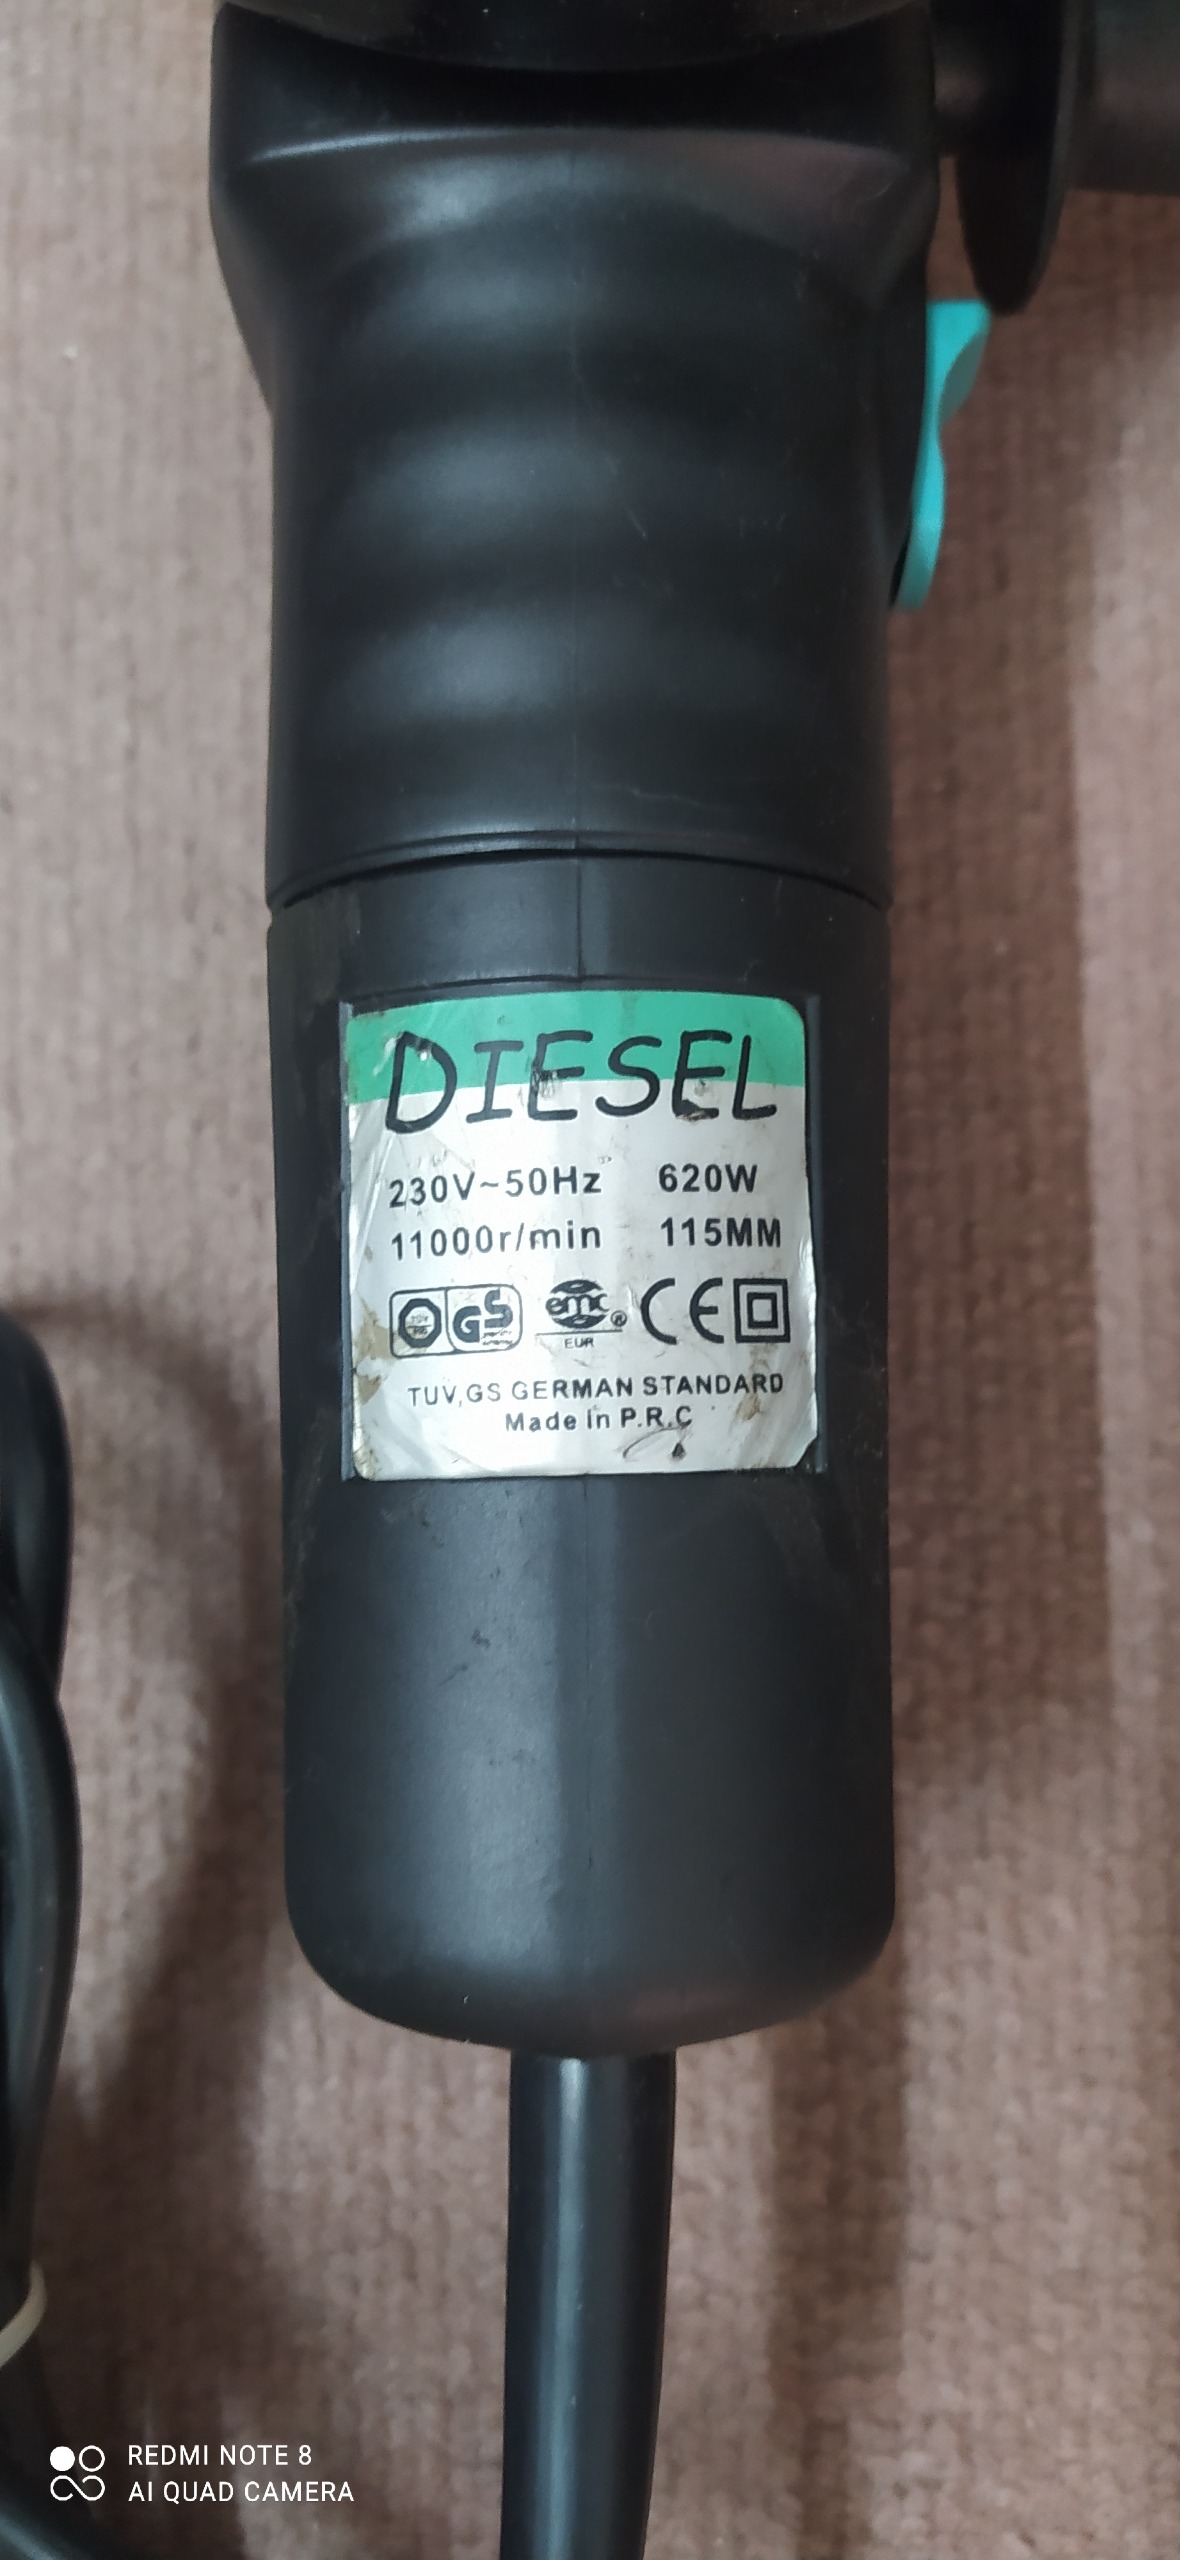 DIESEL
230V~50Hz 620W
11000r/min 115MM
GS emc ® CE
EUR
TUV,GS GERMAN STANDARD
Made In P.R.C
REDMI NOTE 8
AI QUAD CAMERA